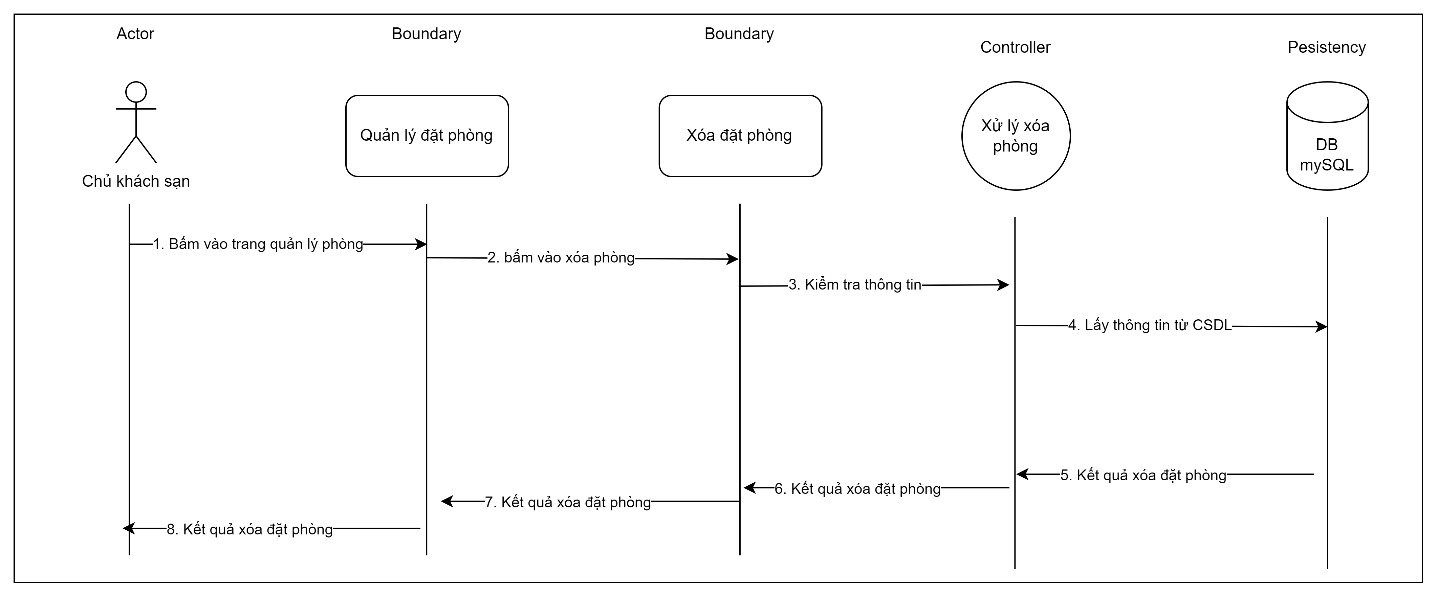 Actor
Boundary
Boundary
Controller
Pesistency
Quản lý đặt phòng
Xóa đặt phòng
Xử lý xóa
phòng
DB
mySQL
Chủ khách sạn
1. Bấm vào trang quản lý phòng
2. bấm vào xóa phòng
3. Kiểm tra thông tin
4. Lấy thông tin từ CSDL
5. Kết quả xóa đặt phòng
6. Kết quả xóa đặt phòng
7. Kết quả xóa đặt phòng
8. Kết quả xóa đặt phòng